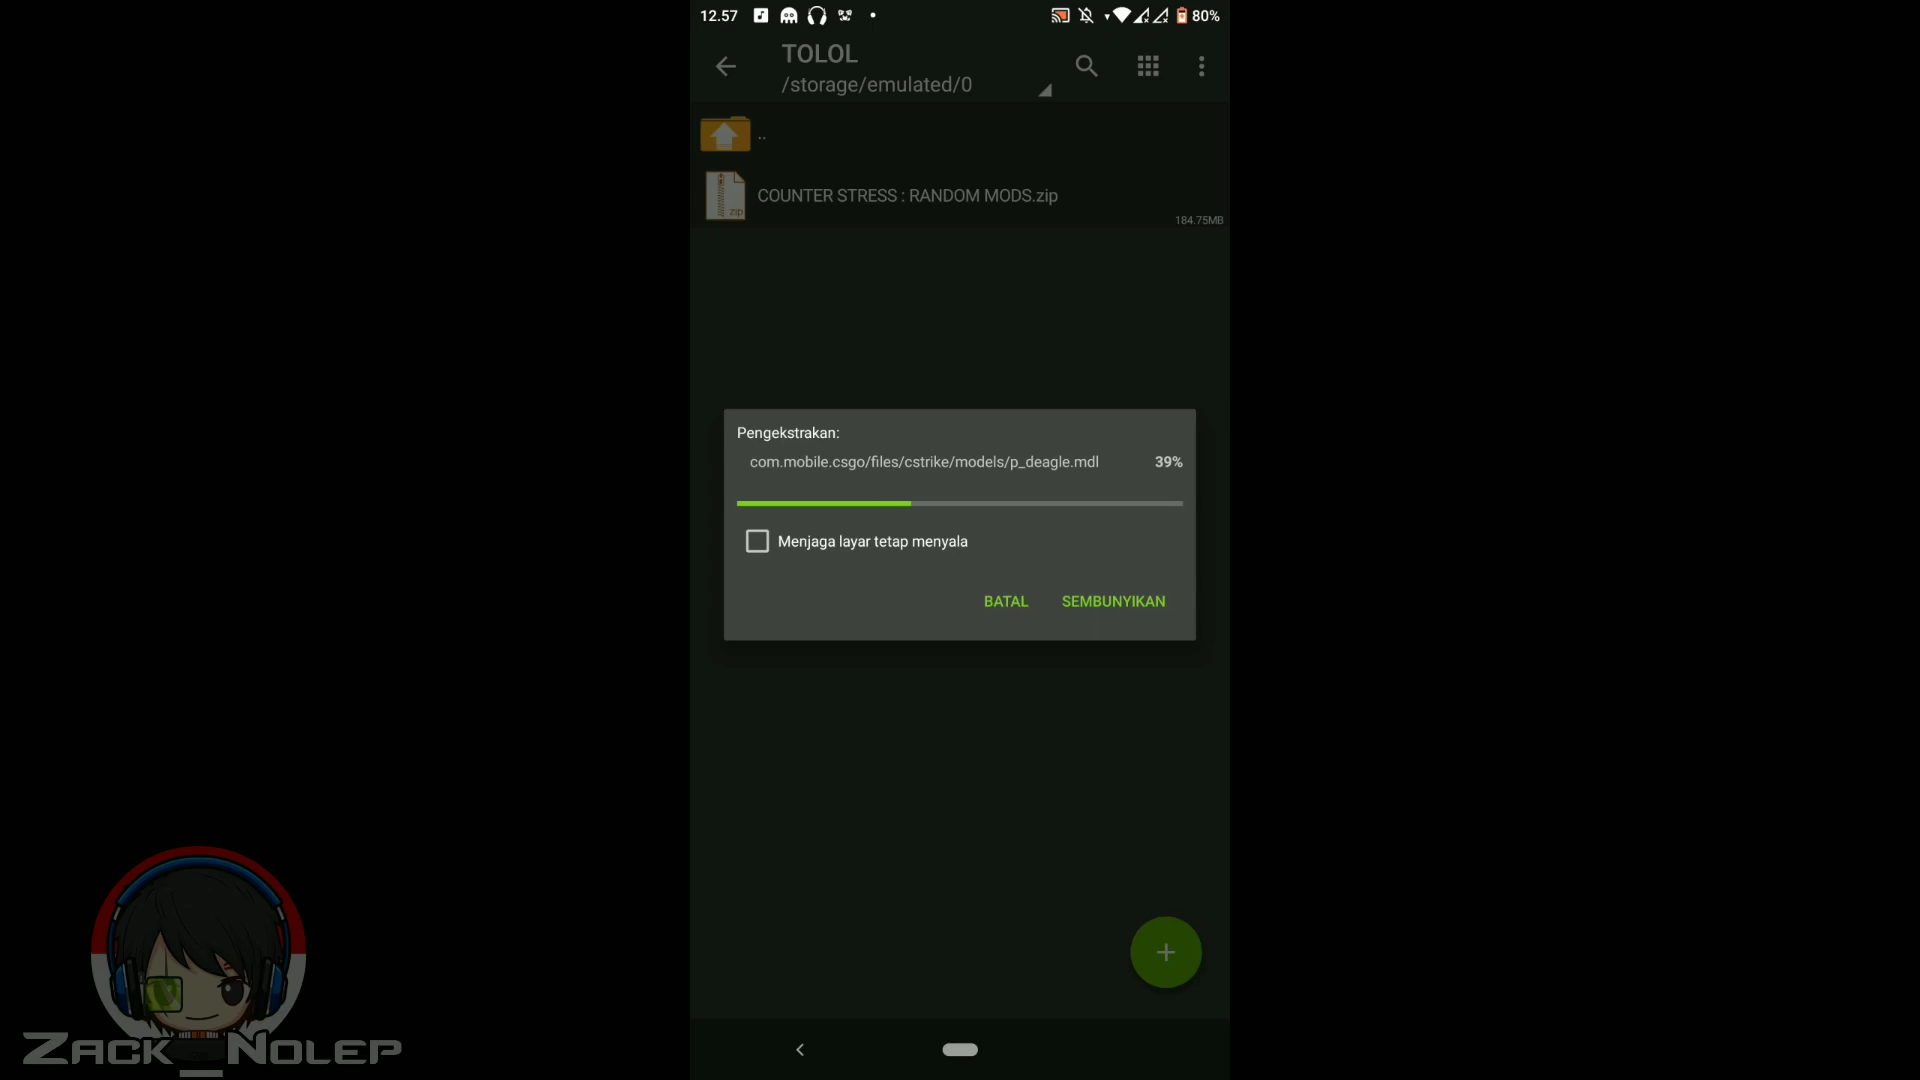 12.57
80%
TOLOL
/storage/emulated/0
..
COUNTER STRESS : RANDOM MODS.zip
zip
184.75MB
Pengekstrakan:
com.mobile.csgo/files/cstrike/models/p_deagle.mdl 39%
Menjaga layar tetap menyala
BATAL SEMBUNYIKAN
Zack_Nolep